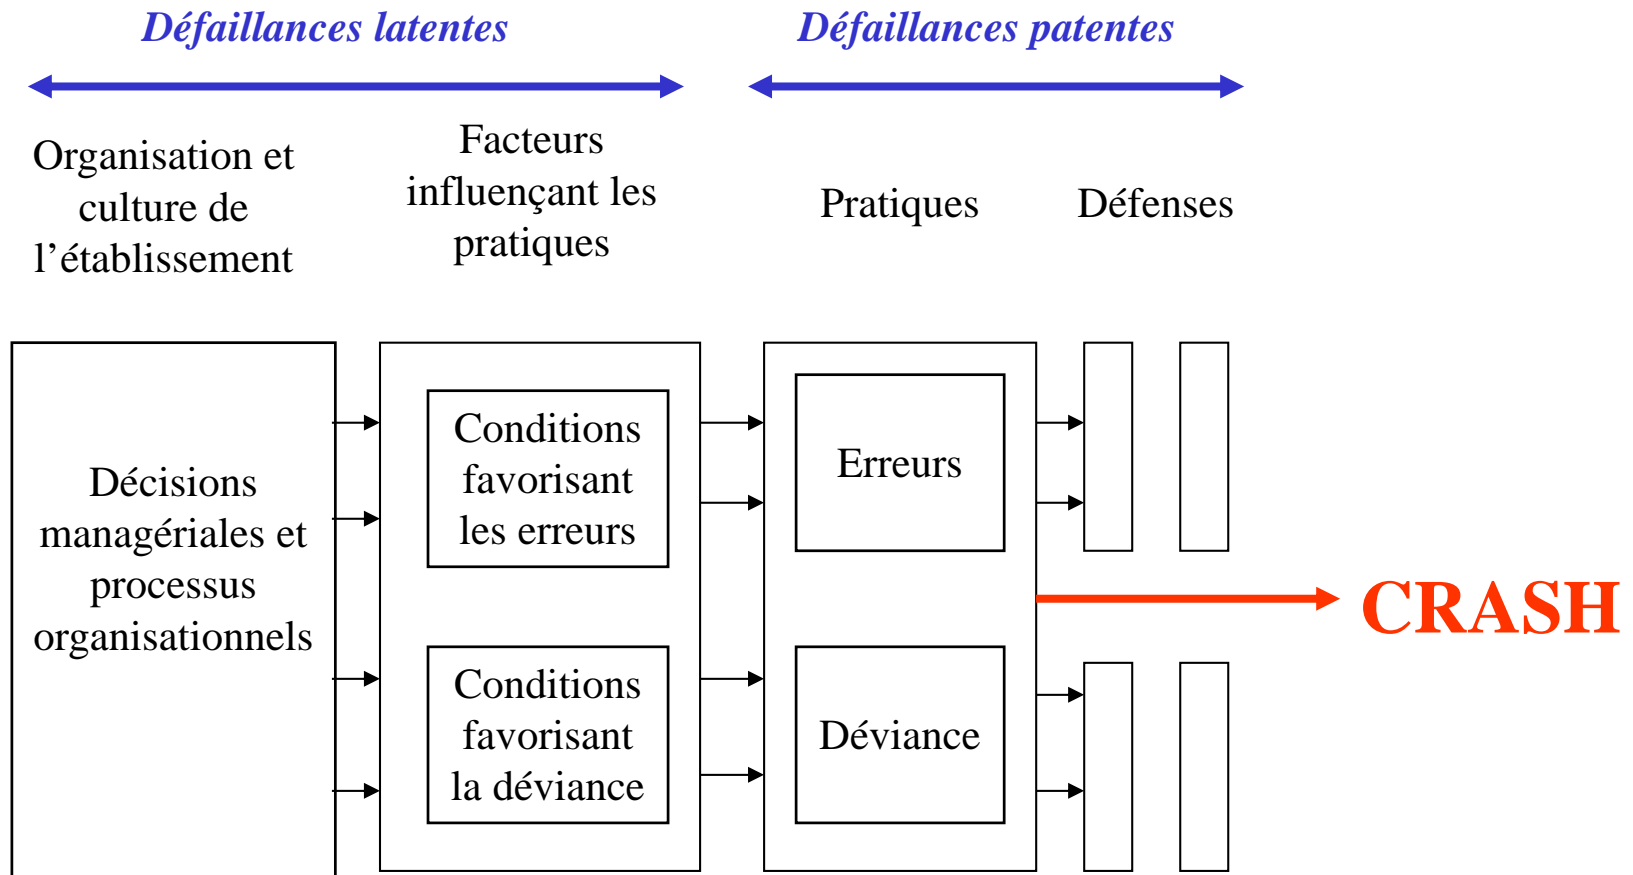 Défaillances latentes
Défaillances patentes
Organisation et
culture de
l’établissement
Facteurs
influençant les
pratiques
Pratiques
Défenses
Décisions
managériales et
processus
organisationnels
Conditions
favorisant
les erreurs
Conditions
favorisant
la déviance
Erreurs
Déviance
CRASH